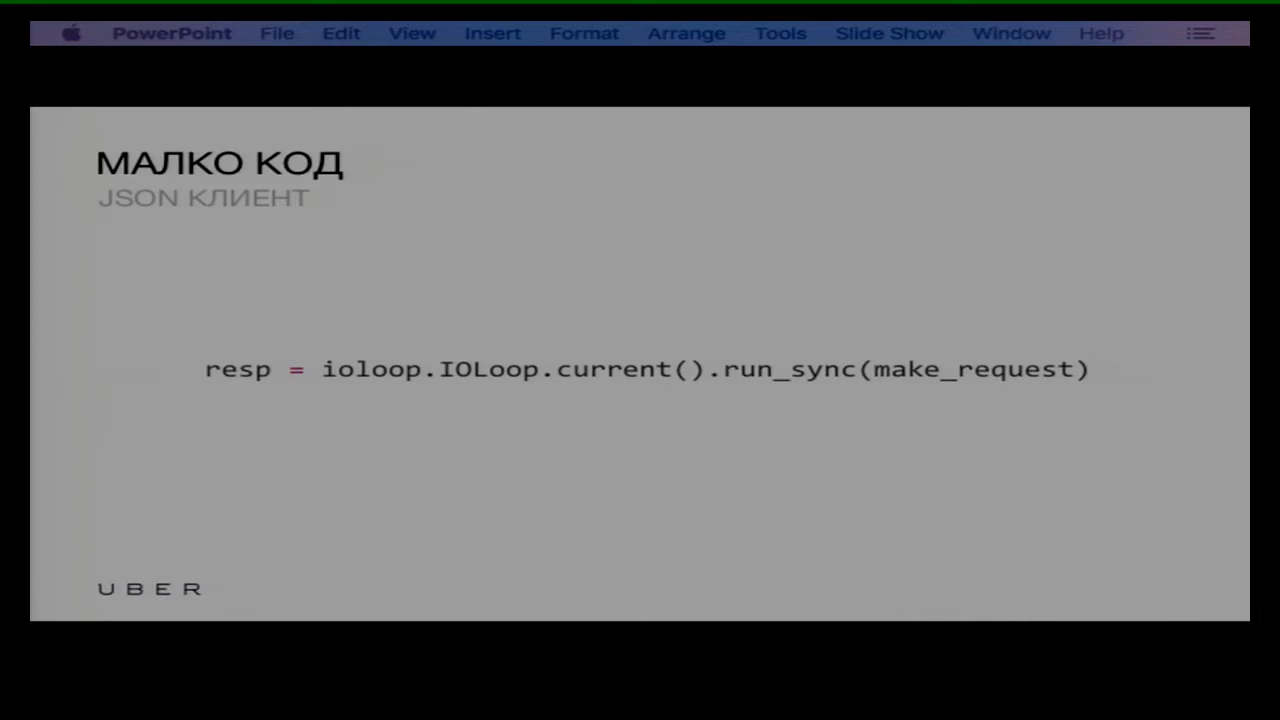 PowerPoint File Edit View Insert Format Arrange Tools Slide Show Window Help
МАЛКО КОД
JSON КЛИЕНТ
resp = ioloop.IOLoop.current().run_sync(make_request)
UBER